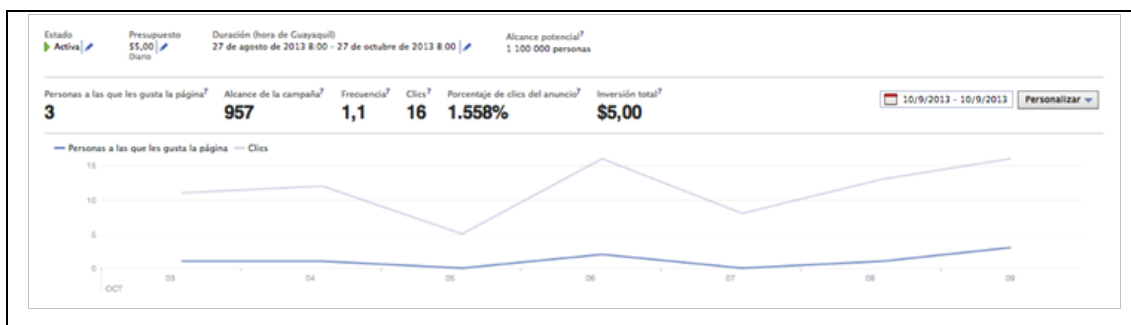 Estado Presupuesto Duración (hora de Guayaquil) Alcance potencial?
Activa $5,00 27 de agosto de 2013 8:00 - 27 de octubre de 2013 8:00 1 100 000 personas
Diario
Personas a las que les gusta la página? Alcance de la campaña? Frecuencia? Clics? Porcentaje de clics del anuncio? Inversión total?
3 957 1,1 16 1.558% $5,00 10/9/2013 - 10/9/2013 Personalizar
Personas a las que les gusta la página Clics
15
10
5
0
03 04 05 06 07 08 09
OCT